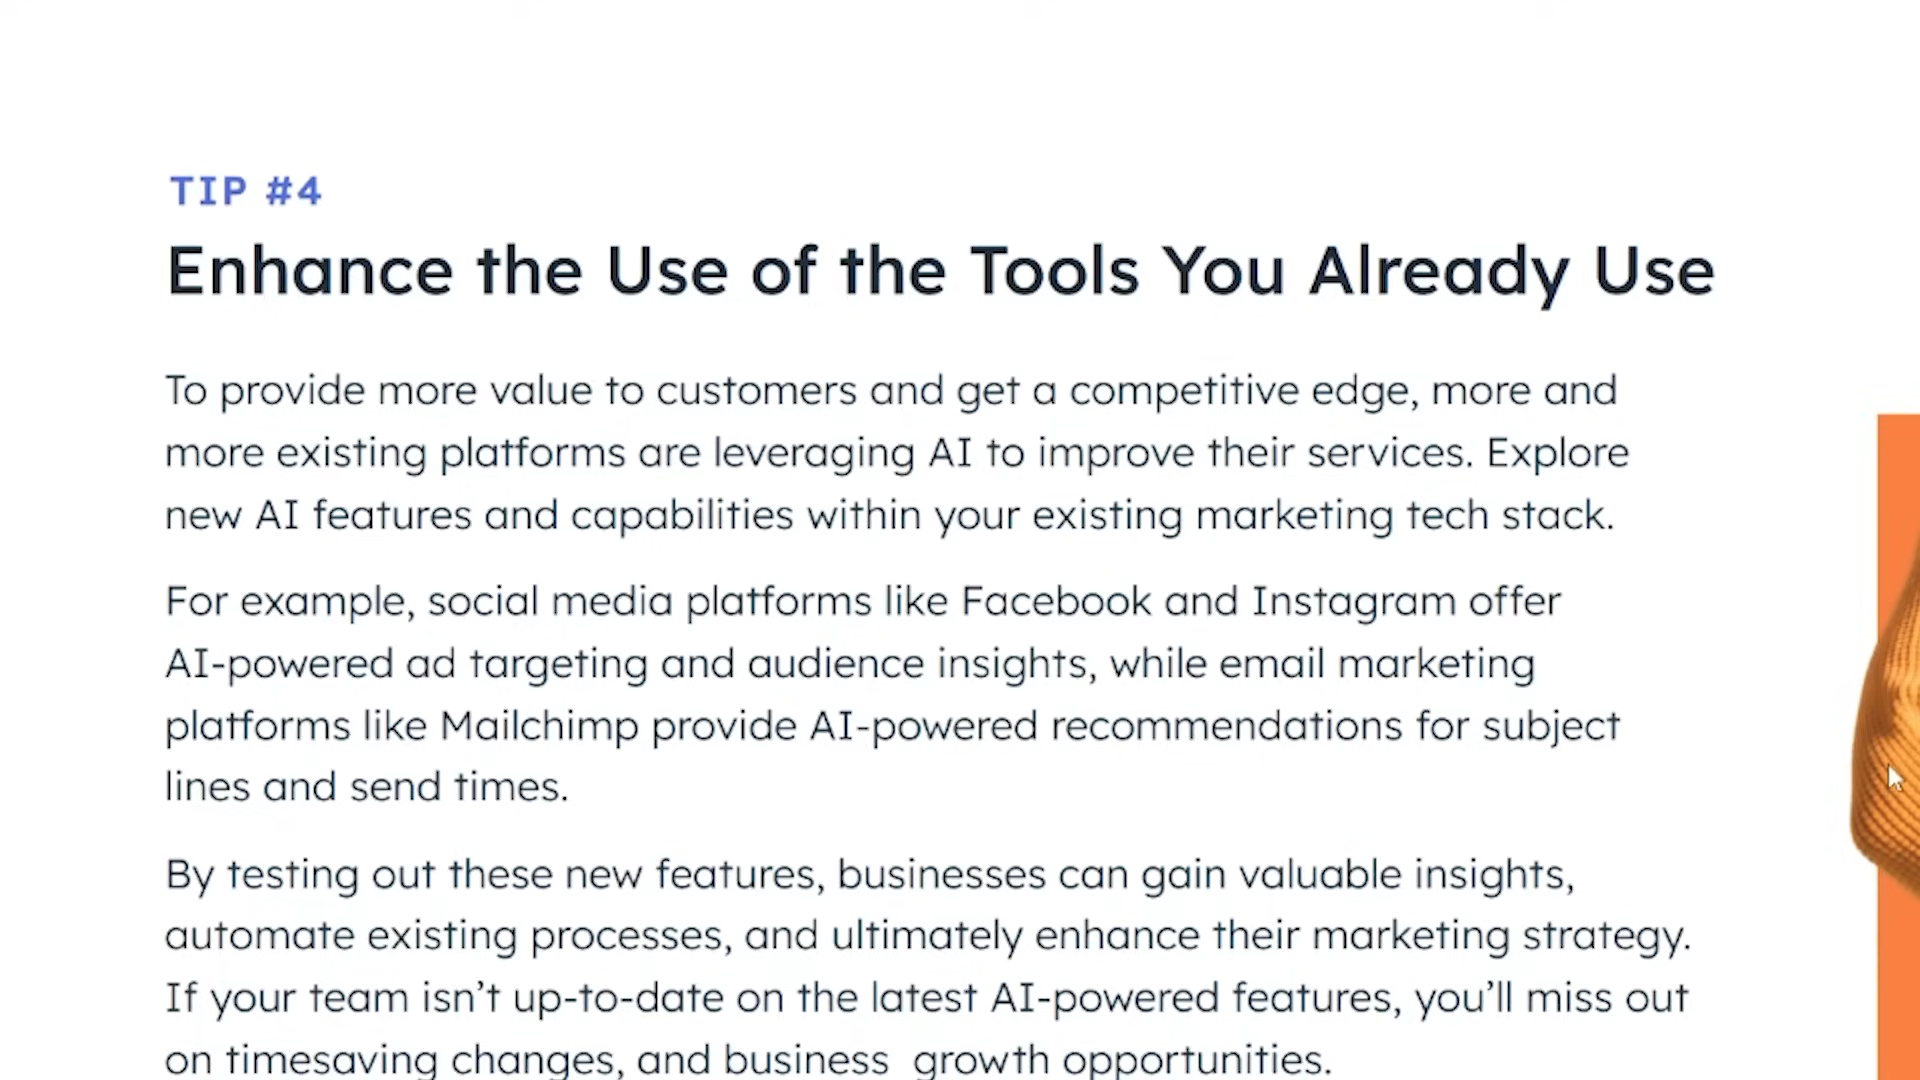 TIP #4
Enhance the Use of the Tools You Already Use
To provide more value to customers and get a competitive edge, more and
more existing platforms are leveraging AI to improve their services. Explore
new AI features and capabilities within your existing marketing tech stack.
For example, social media platforms like Facebook and Instagram offer
AI-powered ad targeting and audience insights, while email marketing
platforms like Mailchimp provide AI-powered recommendations for subject
lines and send times.
By testing out these new features, businesses can gain valuable insights,
automate existing processes, and ultimately enhance their marketing strategy.
If your team isn’t up-to-date on the latest AI-powered features, you’ll miss out
on timesaving changes, and business  growth opportunities.